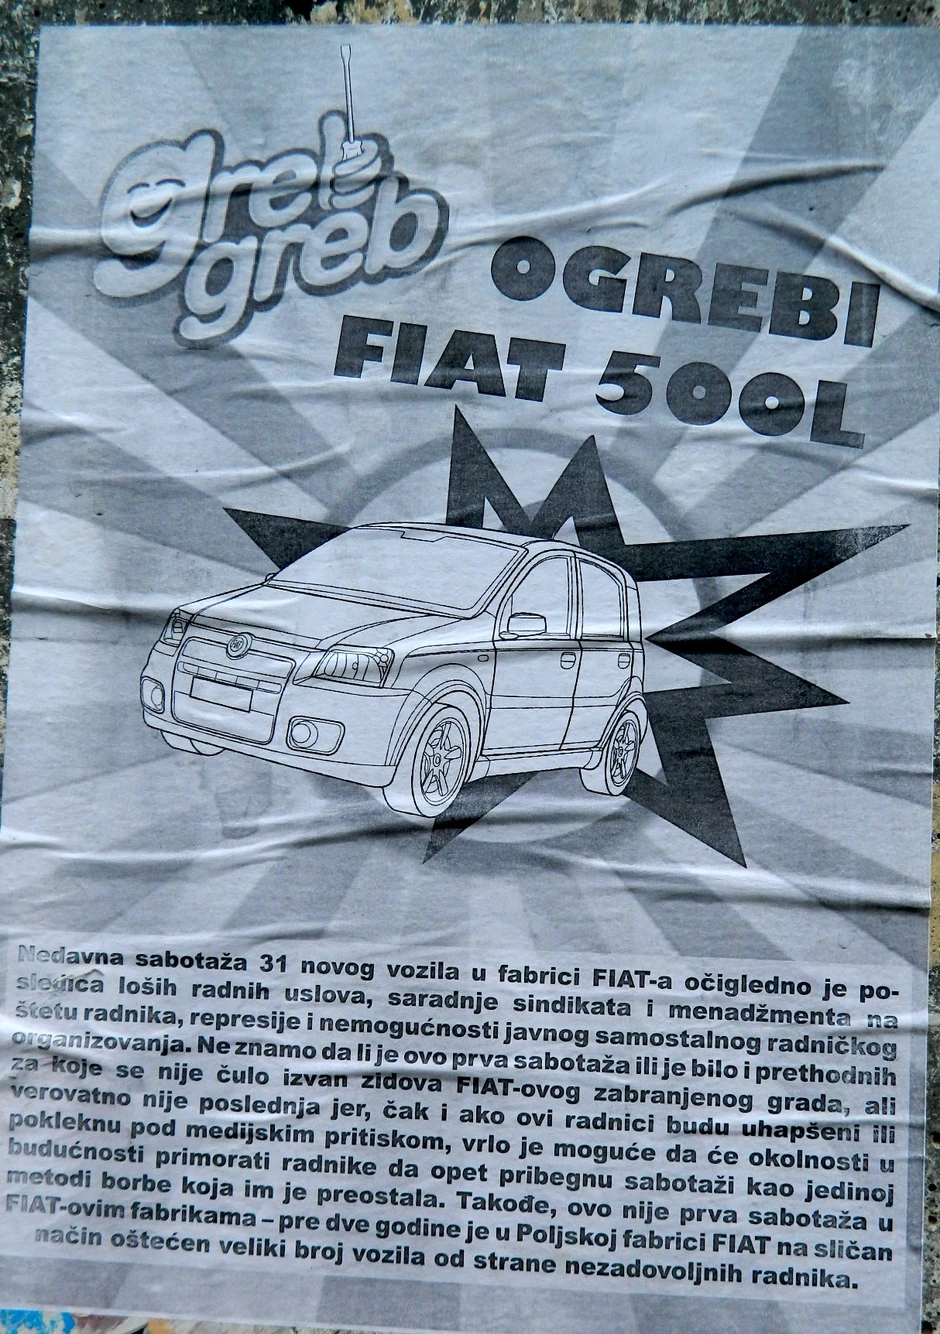 greb
greb
OGREBI
FIAT 500L
Nedavna sabotaža 31 novog vozila u fabrici FIAT-a očigledno je po-
sledica loših radnih uslova, saradnje sindikata i menadžmenta na
štetu radnika, represije i nemogućnosti javnog samostalnog radničkog
organizovanja. Ne znamo da li je ovo prva sabotaža ili je bilo i prethodnih
za koje se nije čulo izvan zidova FIAT-ovog zabranjenog grada, ali
verovatno nije poslednja jer, čak i ako ovi radnici budu uhapšeni ili
pokleknu pod medijskim pritiskom, vrlo je moguće da će okolnosti u
budućnosti primorati radnike da opet pribegnu sabotaži kao jedinoj
metodi borbe koja im je preostala. Takođe, ovo nije prva sabotaža u
FIAT-ovim fabrikama – pre dve godine je u Poljskoj fabrici FIAT na sličan
način oštećen veliki broj vozila od strane nezadovoljnih radnika.